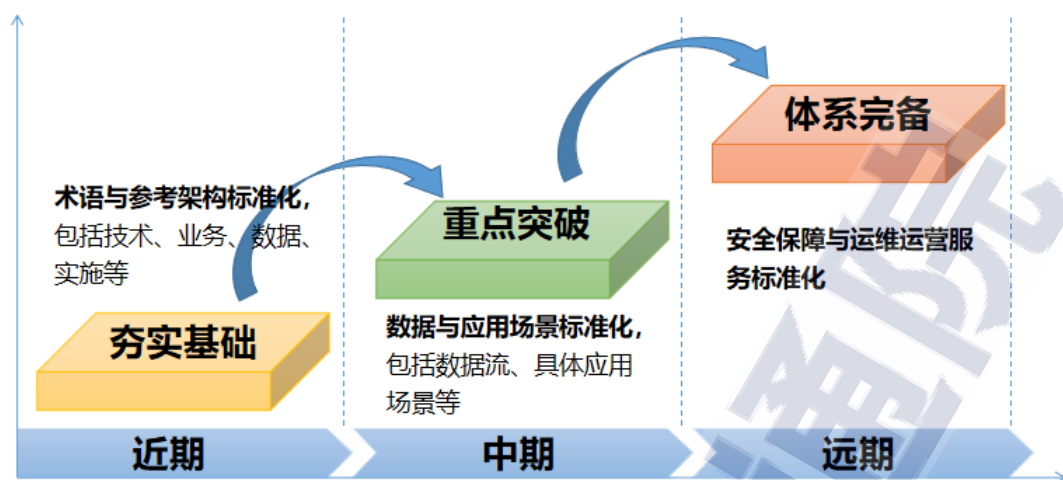 体系完备
术语与参考架构标准化，
包括技术、业务、数据、
实施等
重点突破
安全保障与运维运营服
务标准化
夯实基础
数据与应用场景标准化，
包括数据流、具体应用
场景等
近期
中期
远期